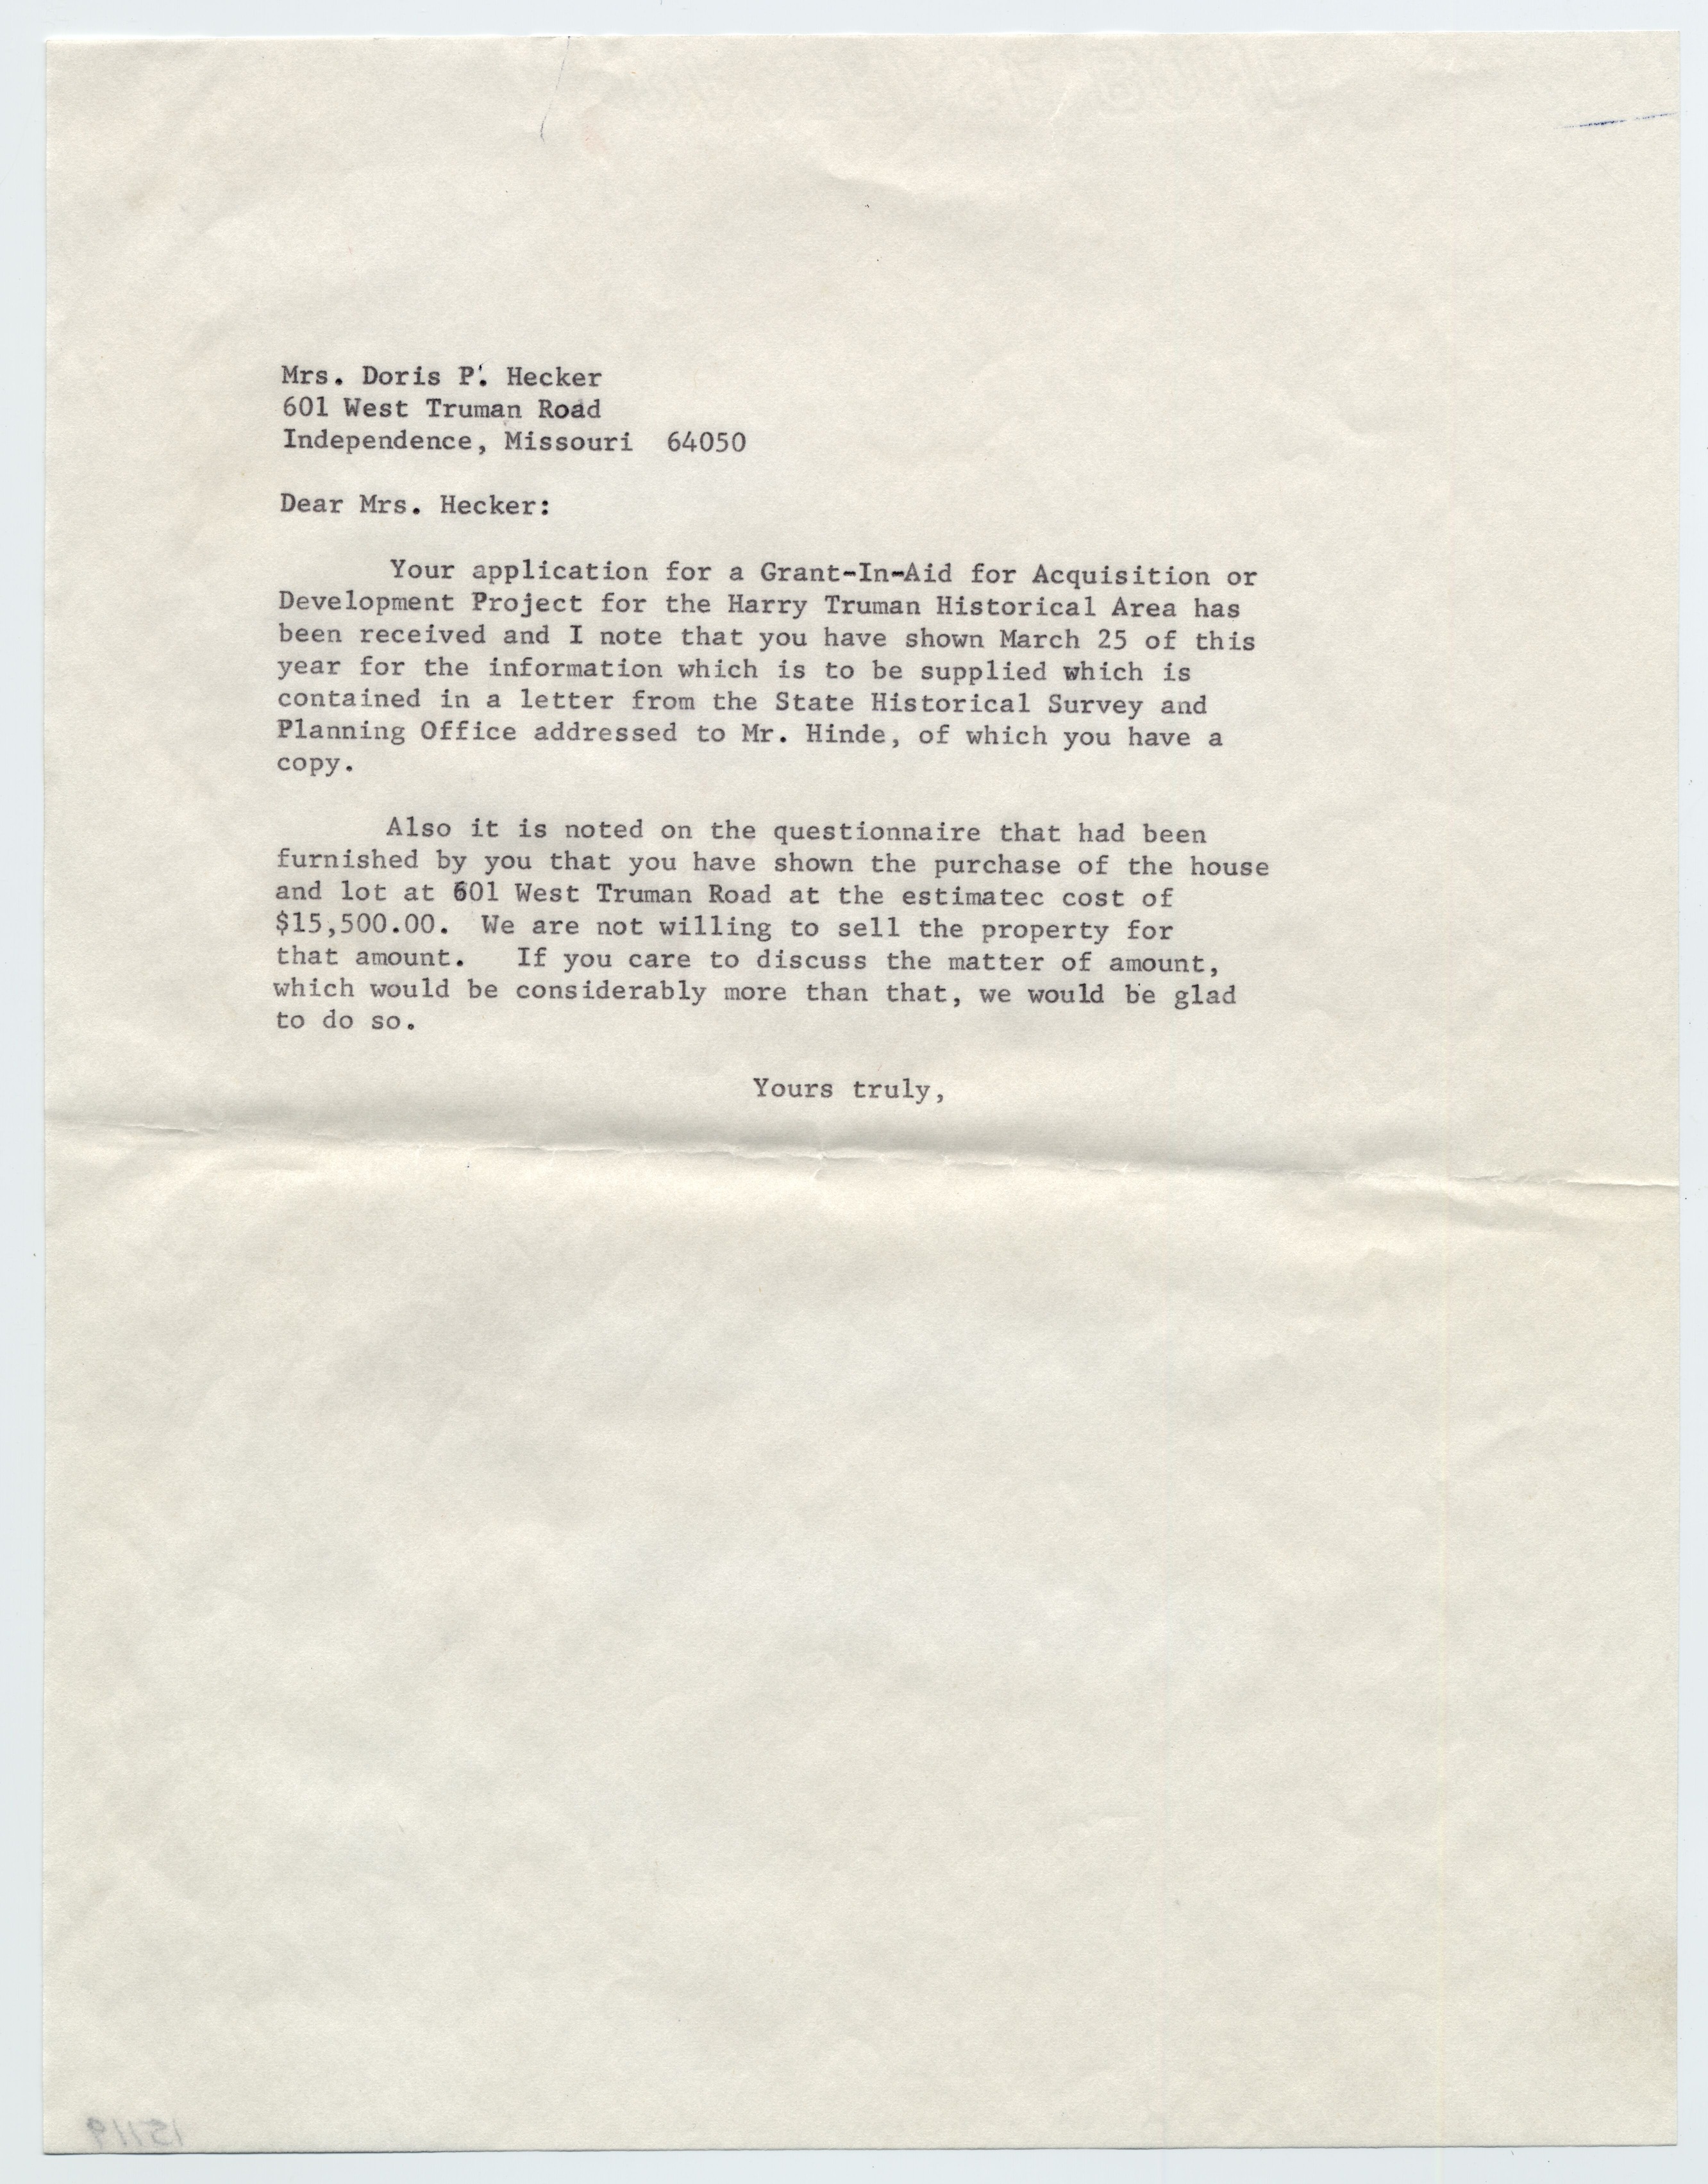 Mrs. Doris P. Hecker
601 West Truman Road
Independence, Missouri  64050
Dear Mrs. Hecker:
Your application for a Grant-In-Aid for Acquisition or
Development Project for the Harry Truman Historical Area has
been received and I note that you have shown March 25 of this
year for the information which is to be supplied which is
contained in a letter from the State Historical Survey and
Planning Office addressed to Mr. Hinde, of which you have a
copy.
Also it is noted on the questionnaire that had been
furnished by you that you have shown the purchase of the house
and lot at 601 West Truman Road at the estimatec cost of
$15,500.00.  We are not willing to sell the property for
that amount.   If you care to discuss the matter of amount,
which would be considerably more than that, we would be glad
to do so.
Yours truly,